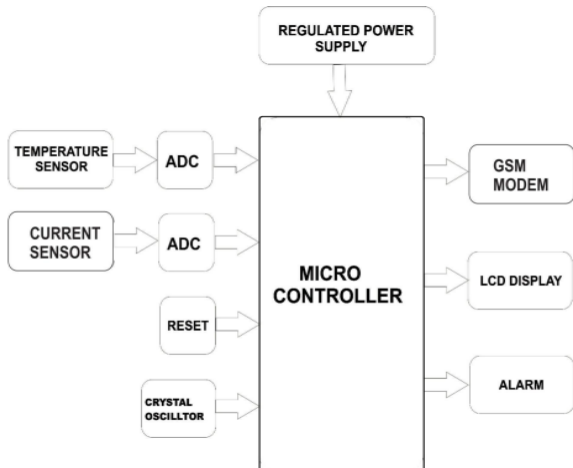 REGULATED POWER
SUPPLY
TEMPERATURE
SENSOR
ADC
GSM
MODEM
CURRENT
SENSOR
ADC
MICRO
CONTROLLER
LCD DISPLAY
RESET
CRYSTAL
OSCILLTOR
ALARM